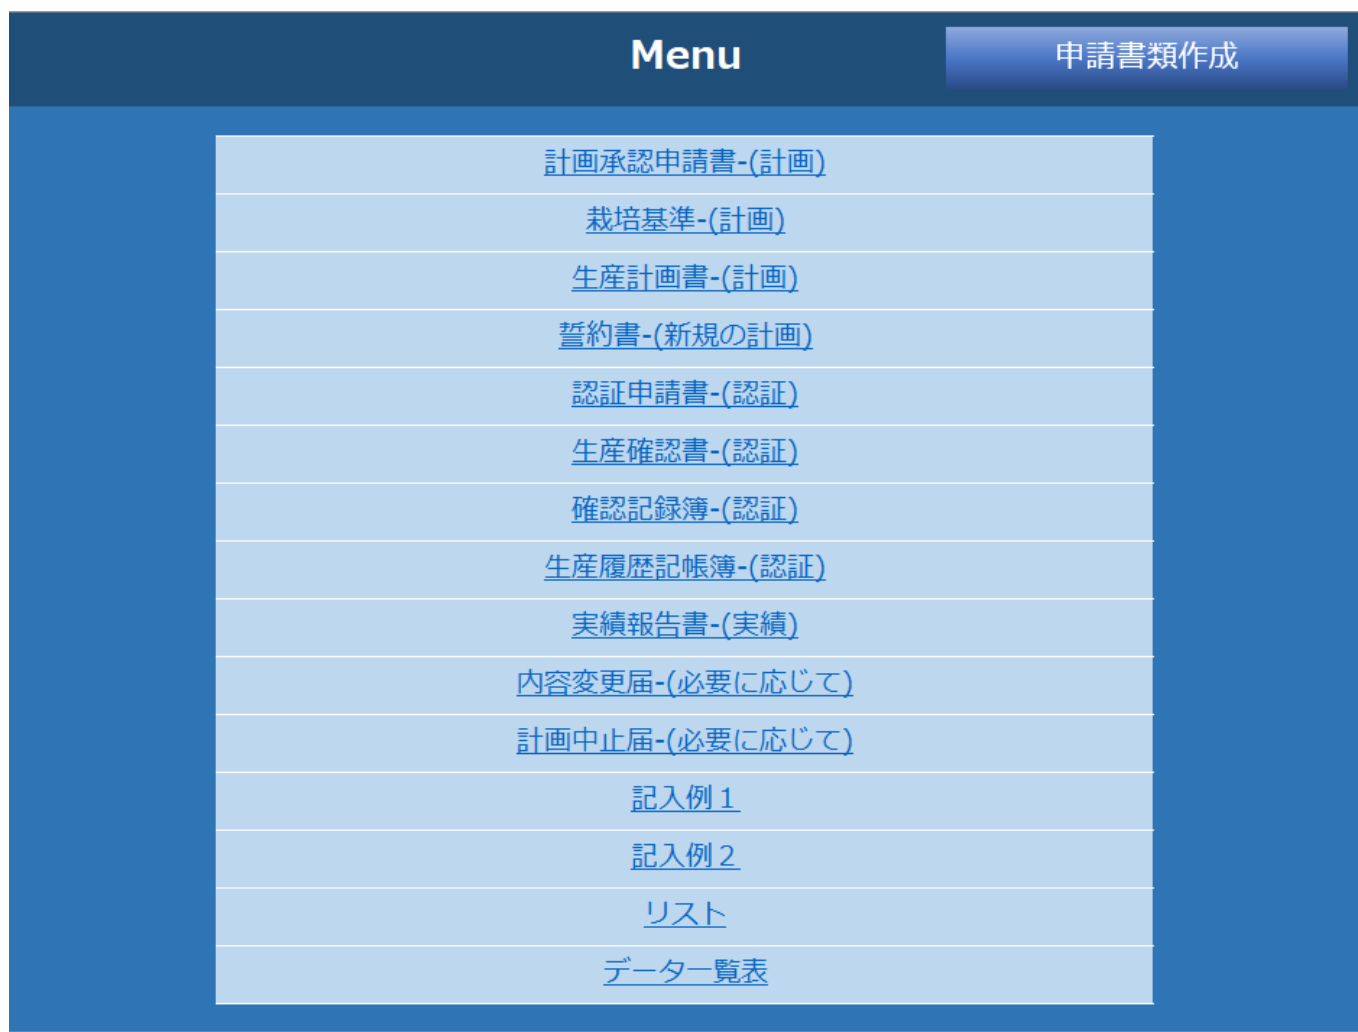 Menu
申請書類作成
計画承認申請書-(計画)
栽培基準-(計画)
生産計画書-(計画)
誓約書-(新規の計画)
認証申請書-(認証)
生産確認書-(認証)
確認記録簿-(認証)
生産履歴記帳簿-(認証)
実績報告書-(実績)
内容変更届-(必要に応じて)
計画中止届-(必要に応じて)
記入例１
記入例２
リスト
データ一覧表